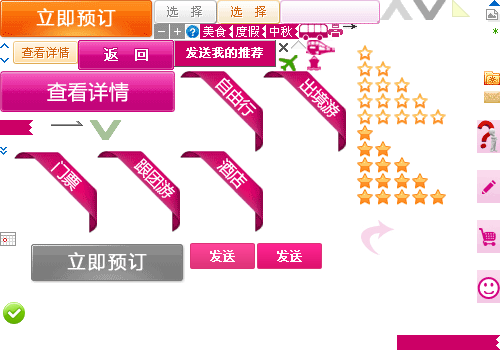 立即预订
选 择
选 择
美食
度假
中秋
查看详情
返 回
发送我的推荐
查看详情
自由行
出境游
门票
跟团游
酒店
立即预订
发送
发送